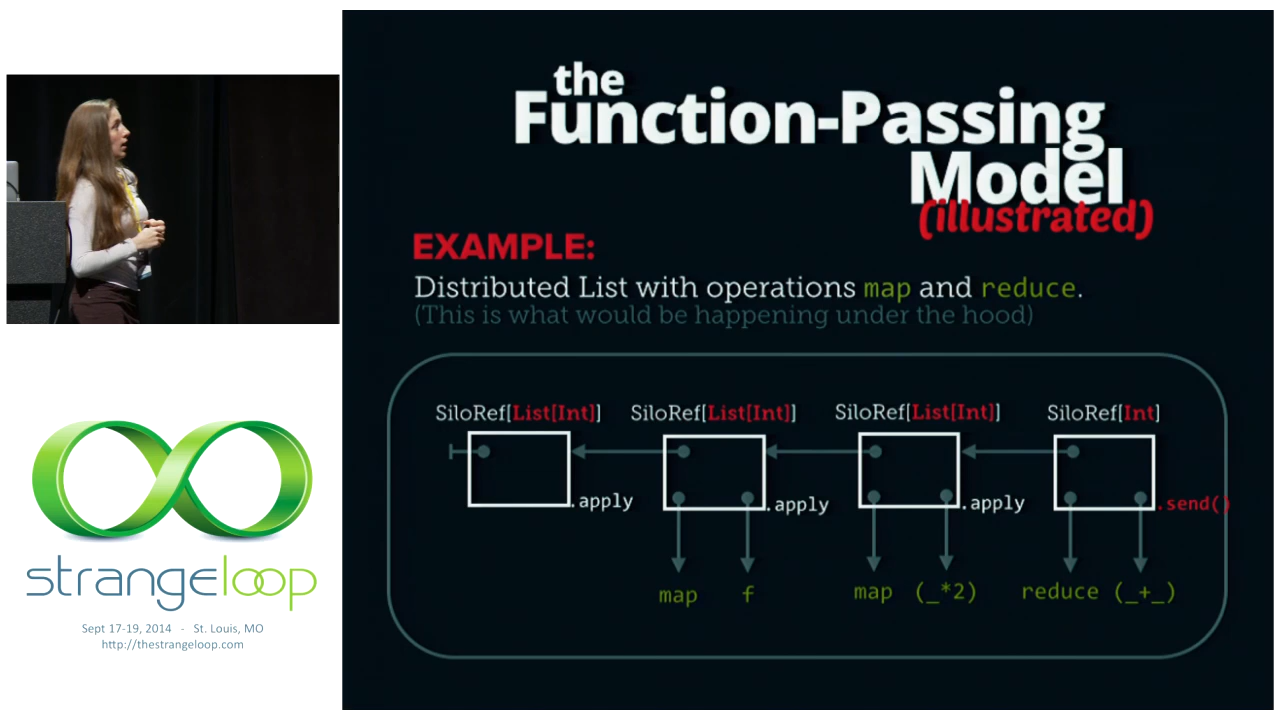 the
Function-Passing
Model
(illustrated)
EXAMPLE:
Distributed List with operations map and reduce.
(This is what would be happening under the hood)
SiloRef[List[Int]] SiloRef[List[Int]] SiloRef[List[Int]] SiloRef[Int]
.apply .apply .apply .send()
map f map (_*2) reduce (_+_)
strangeloop
Sept 17-19, 2014 - St. Louis, MO
http://thestrangeloop.com